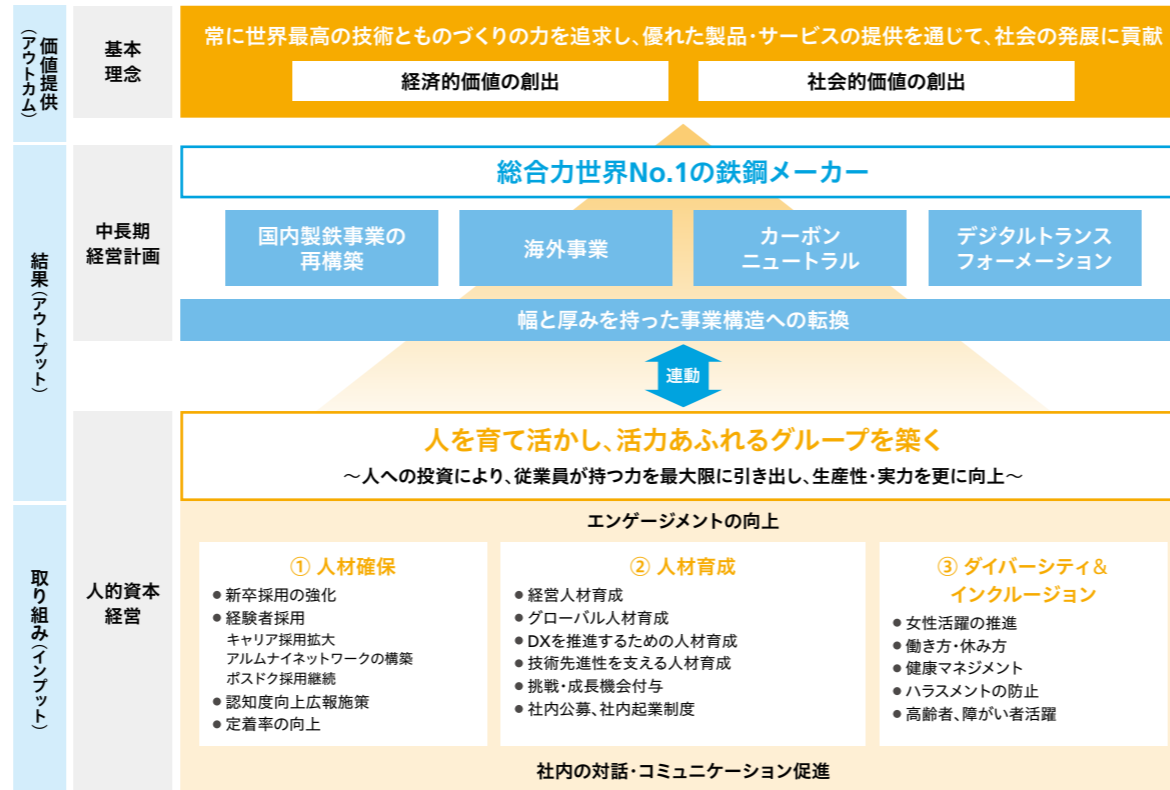 価値提供
（アウトカム）
基本
理念
常に世界最高の技術とものづくりの力を追求し、優れた製品・サービスの提供を通じて、社会の発展に貢献
経済的価値の創出
社会的価値の創出
結果（アウトプット）
中長期
経営計画
総合力世界No.1の鉄鋼メーカー
国内製鉄事業の
再構築
海外事業
カーボン
ニュートラル
デジタルトランス
フォーメーション
幅と厚みを持った事業構造への転換
連動
人を育て活かし、活力あふれるグループを築く
〜人への投資により、従業員が持つ力を最大限に引き出し、生産性・実力を更に向上〜
取り組み（インプット）
人的資本
経営
エンゲージメントの向上
① 人材確保
●新卒採用の強化
●経験者採用
キャリア採用拡大
アルムナイネットワークの構築
ポスドク採用継続
●認知度向上広報施策
●定着率の向上
② 人材育成
●経営人材育成
●グローバル人材育成
●DXを推進するための人材育成
●技術先進性を支える人材育成
●挑戦・成長機会付与
●社内公募、社内起業制度
③ ダイバーシティ＆
インクルージョン
●女性活躍の推進
●働き方・休み方
●健康マネジメント
●ハラスメントの防止
●高齢者、障がい者活躍
社内の対話・コミュニケーション促進